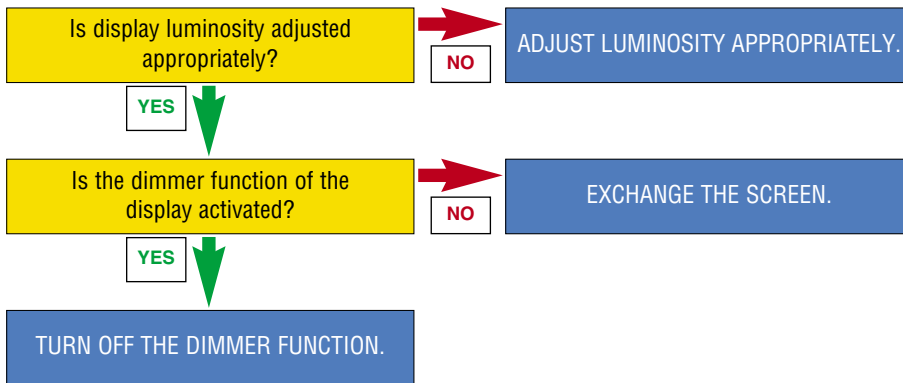 Is display luminosity adjusted
appropriately?
NO
ADJUST LUMINOSITY APPROPRIATELY.
YES
Is the dimmer function of the
display activated?
NO
EXCHANGE THE SCREEN.
YES
TURN OFF THE DIMMER FUNCTION.